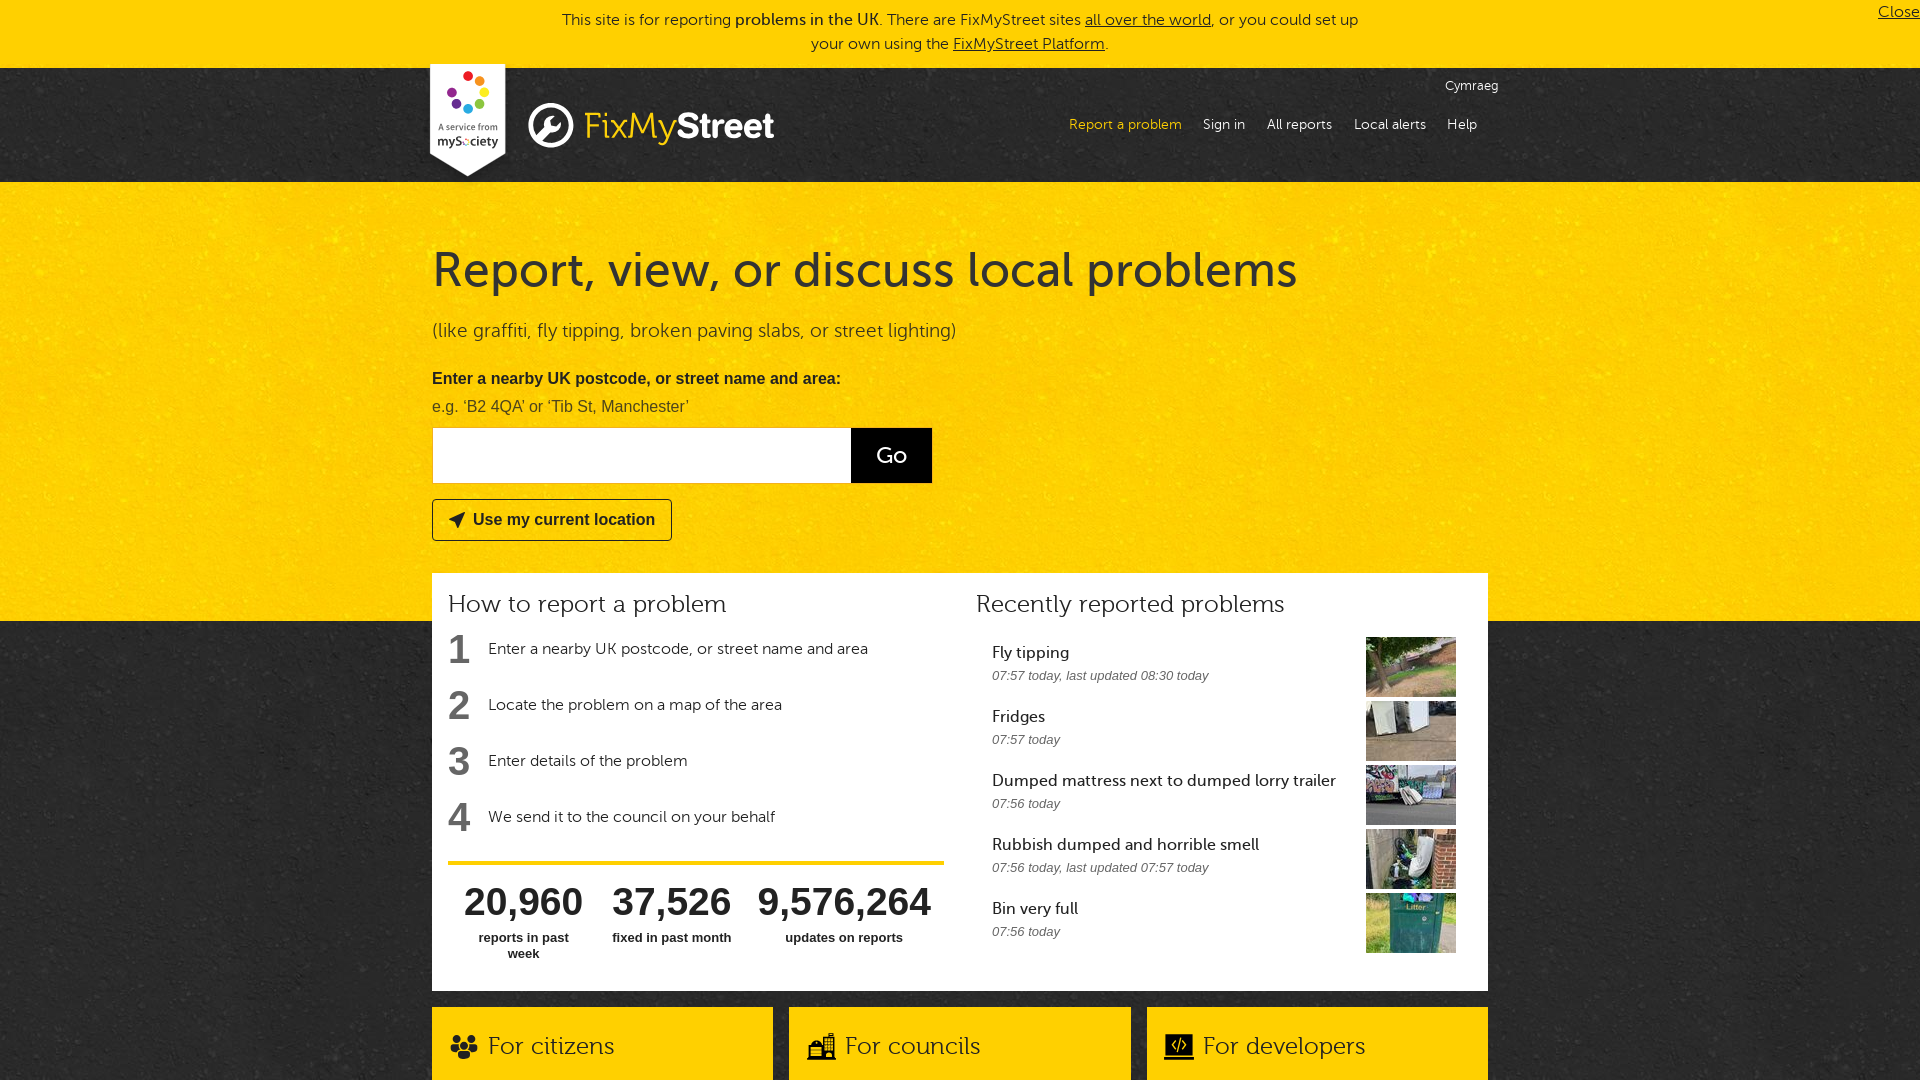 This site is for reporting problems in the UK. There are FixMyStreet sites all over the world, or you could set up
your own using the FixMyStreet Platform.
Close
A service from
mySociety
FixMyStreet
Cymraeg
Report a problem
Sign in
All reports
Local alerts
Help
Report, view, or discuss local problems
(like graffiti, fly tipping, broken paving slabs, or street lighting)
Enter a nearby UK postcode, or street name and area:
e.g. ‘B2 4QA’ or ‘Tib St, Manchester’
Go
Use my current location
How to report a problem
1 Enter a nearby UK postcode, or street name and area
2 Locate the problem on a map of the area
3 Enter details of the problem
4 We send it to the council on your behalf
20,960
reports in past
week
37,526
fixed in past month
9,576,264
updates on reports
Recently reported problems
Fly tipping
07:57 today, last updated 08:30 today
Fridges
07:57 today
Dumped mattress next to dumped lorry trailer
07:56 today
Rubbish dumped and horrible smell
07:56 today, last updated 07:57 today
Bin very full
07:56 today
Litter
For citizens
For councils
For developers